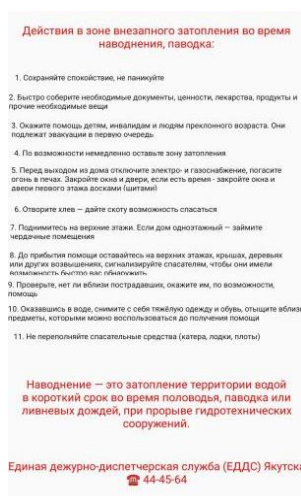 Действия в зоне внезапного затопления во время
наводнения, паводка:
1. Сохраняйте спокойствие, не паникуйте
2. Быстро соберите необходимые документы, ценности, лекарства, продукты и
прочие необходимые вещи
3. Окажите помощь детям, инвалидам и людям преклонного возраста. Они
подлежат эвакуации в первую очередь
4. По возможности немедленно оставьте зону затопления
5. Перед выходом из дома отключите электро- и газоснабжение, погасите
огонь в печах. Закройте окна и двери, если есть время - закройте окна и
двери первого этажа досками (щитами)
6. Отворите хлев — дайте скоту возможность спасаться
7. Поднимитесь на верхние этажи. Если дом одноэтажный — займите
чердачные помещения
8. До прибытия помощи оставайтесь на верхних этажах, крышах, деревьях
или других возвышениях, сигнализируйте спасателям, чтобы они имели
возможность быстро вас обнаружить
9. Проверьте, нет ли вблизи пострадавших, окажите им, по возможности,
помощь
10. Оказавшись в воде, снимите с себя тяжёлую одежду и обувь, отыщите вблизи
предметы, которыми можно воспользоваться до получения помощи
11. Не переполняйте спасательные средства (катера, лодки, плоты)
Наводнение — это затопление территории водой
в короткий срок во время половодья, паводка или
ливневых дождей, при прорыве гидротехнических
сооружений.
Единая дежурно-диспетчерская служба (ЕДДС) Якутска
☎ 44-45-64